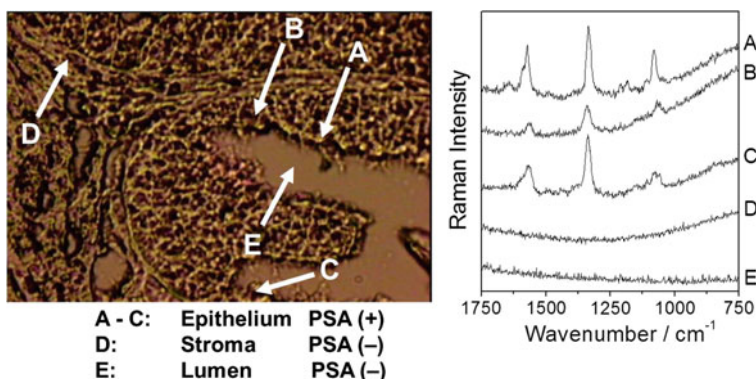 B
A
D
E
C
A - C: Epithelium PSA (+)
D: Stroma PSA (–)
E: Lumen PSA (–)
Raman Intensity
A
B
C
D
E
1750 1500 1250 1000 750
Wavenumber / cm⁻¹